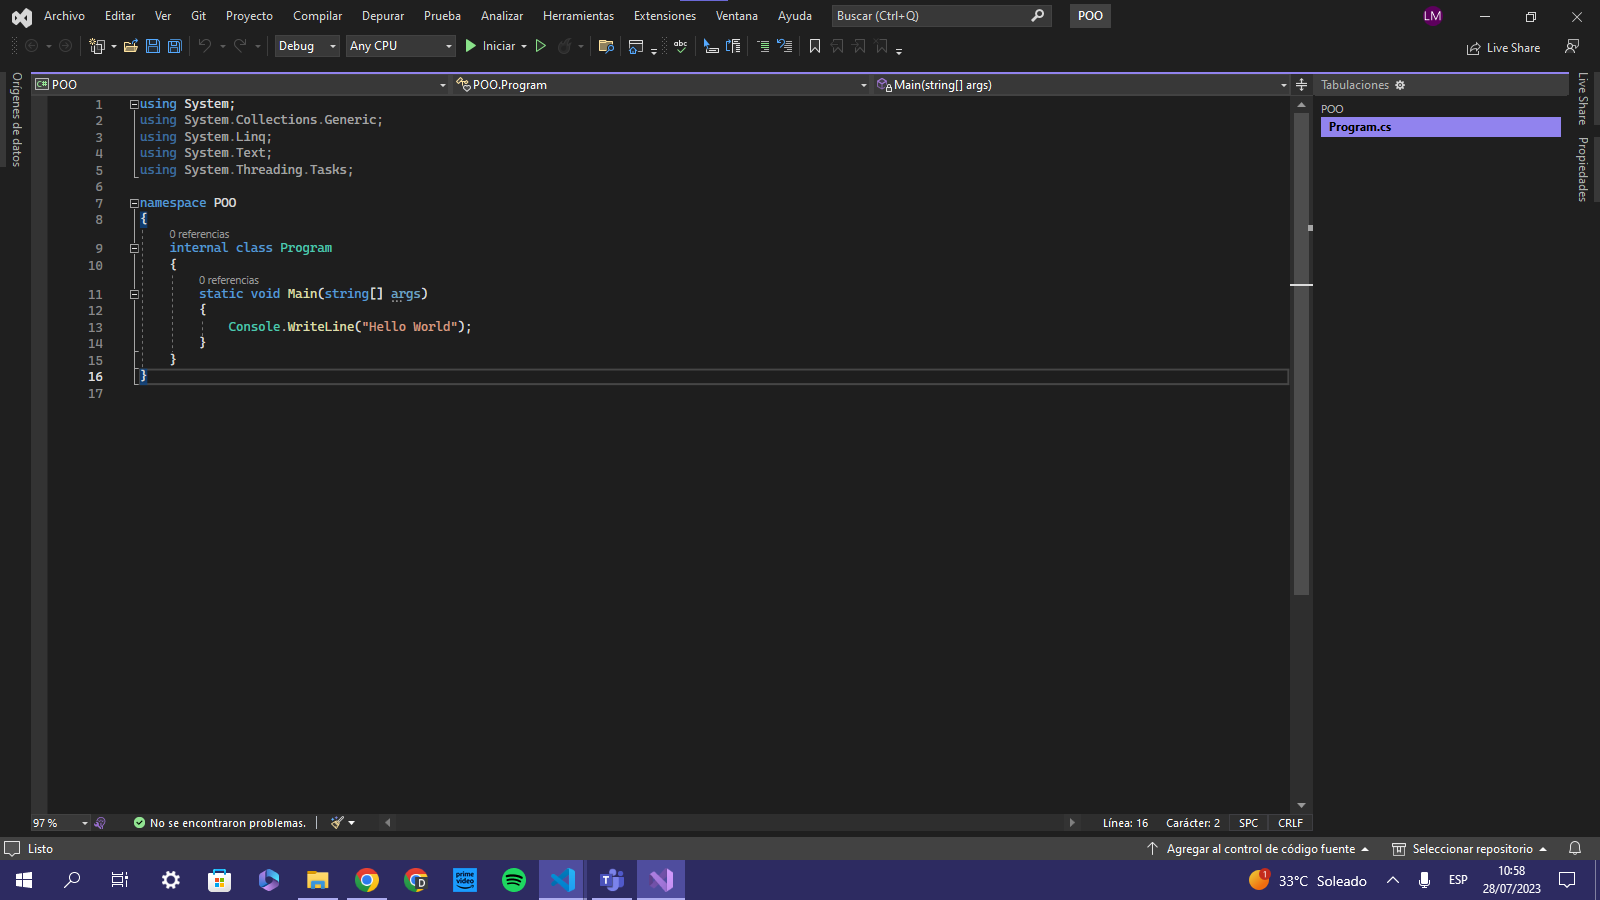 Archivo Editar Ver Git Proyecto Compilar Depurar Prueba Analizar Herramientas Extensiones Ventana Ayuda Buscar (Ctrl+Q) POO LM
Debug Any CPU Iniciar abc Live Share
Orígenes de datos
C# POO POO.Program Main(string[] args)
Tabulaciones
POO
Program.cs
Live Share
Propiedades
1 using System;
2 using System.Collections.Generic;
3 using System.Linq;
4 using System.Text;
5 using System.Threading.Tasks;
6
7 namespace POO
8 {
0 referencias
9 internal class Program
10 {
0 referencias
11 static void Main(string[] args)
12 {
13 Console.WriteLine("Hello World");
14 }
15 }
16 }
17
97 % No se encontraron problemas. Línea: 16 Carácter: 2 SPC CRLF
Listo Agregar al control de código fuente Seleccionar repositorio
D prime video T 1 33°C Soleado ESP 10:58
28/07/2023